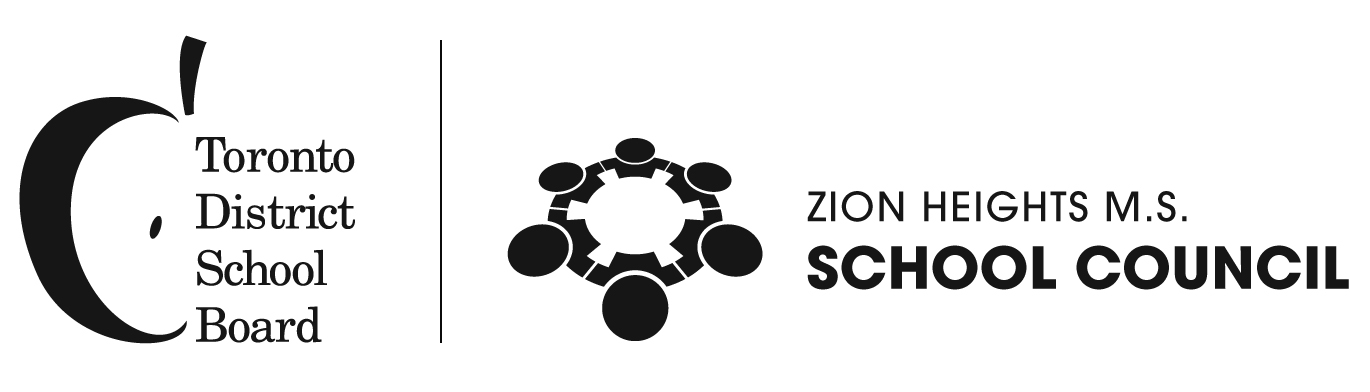 Toronto
District
School
Board
ZION HEIGHTS M.S.
SCHOOL COUNCIL